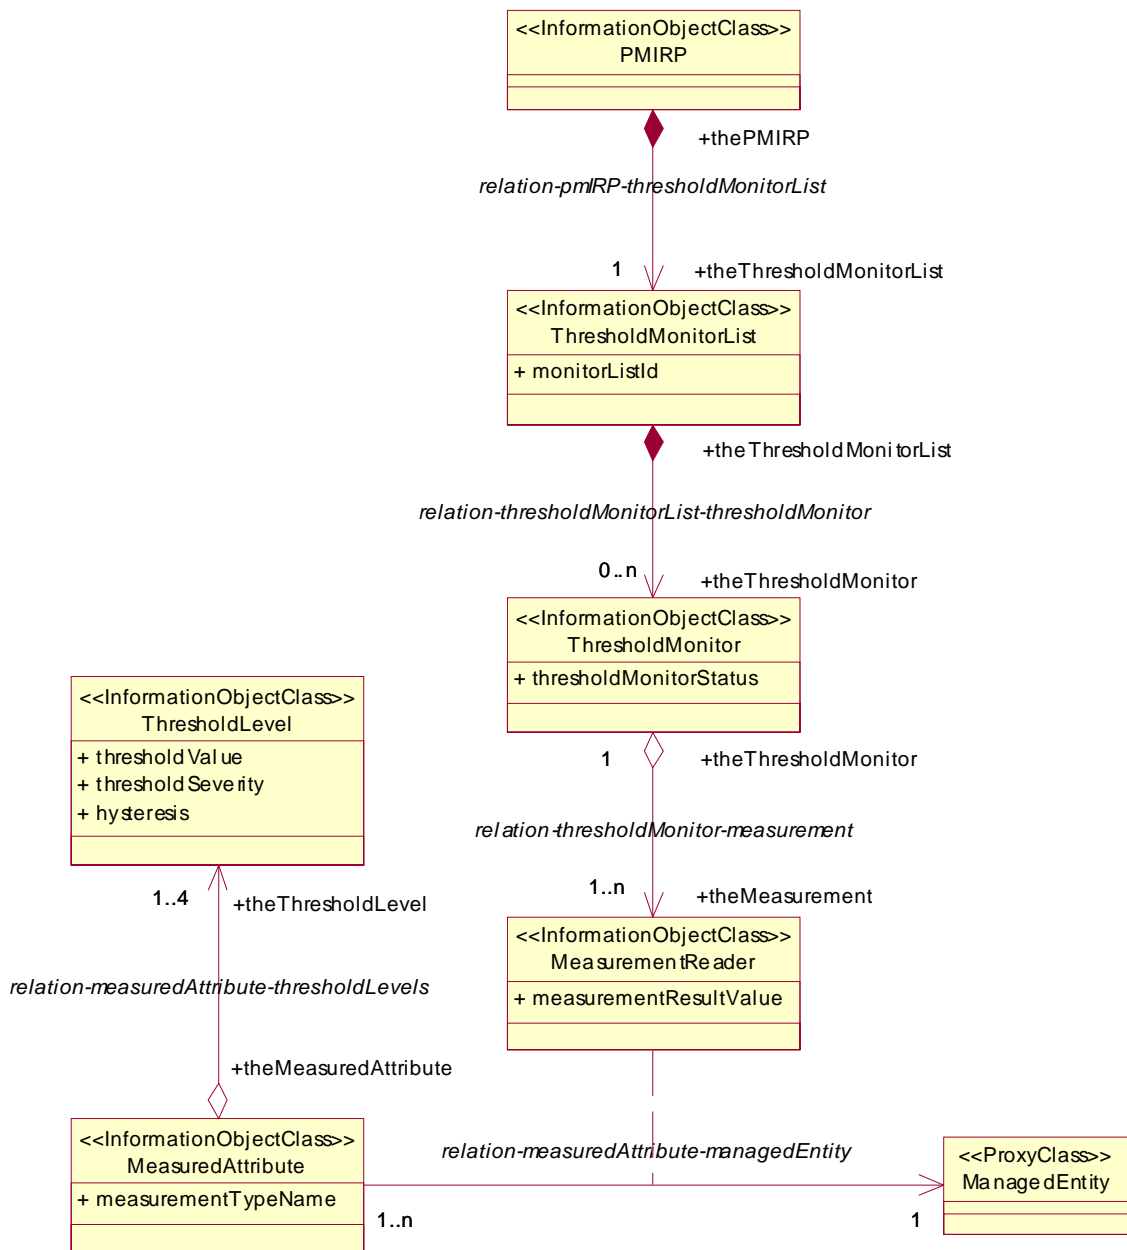 <<InformationObjectClass>>
PMIRP
+thePMIRP
relation-pmIRP-thresholdMonitorList
1
+theThresholdMonitorList
<<InformationObjectClass>>
ThresholdMonitorList
+ monitorListId
+theThresholdMonitorList
relation-thresholdMonitorList-thresholdMonitor
0..n
+theThresholdMonitor
<<InformationObjectClass>>
ThresholdMonitor
+ thresholdMonitorStatus
<<InformationObjectClass>>
ThresholdLevel
+ thresholdValue
+ thresholdSeverity
+ hysteresis
1
+theThresholdMonitor
relation-thresholdMonitor-measurement
1..n
+theMeasurement
1..4
+theThresholdLevel
<<InformationObjectClass>>
MeasurementReader
+ measurementResultValue
relation-measuredAttribute-thresholdLevels
+theMeasuredAttribute
<<InformationObjectClass>>
MeasuredAttribute
+ measurementTypeName
relation-measuredAttribute-managedEntity
1..n
1
<<ProxyClass>>
ManagedEntity